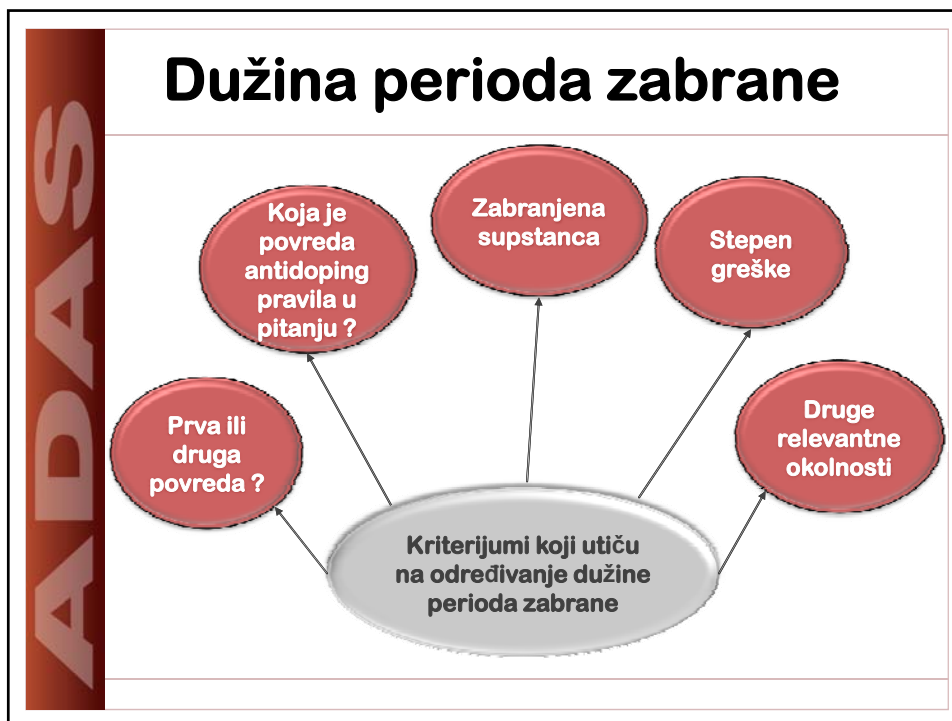 Dužina perioda zabrane
ADAS
Koja je
povreda
antidoping
pravila u
pitanju ?
Zabranjena
supstanca
Stepen
greške
Prva ili
druga
povreda ?
Druge
relevantne
okolnosti
Kriterijumi koji utiču
na određivanje dužine
perioda zabrane